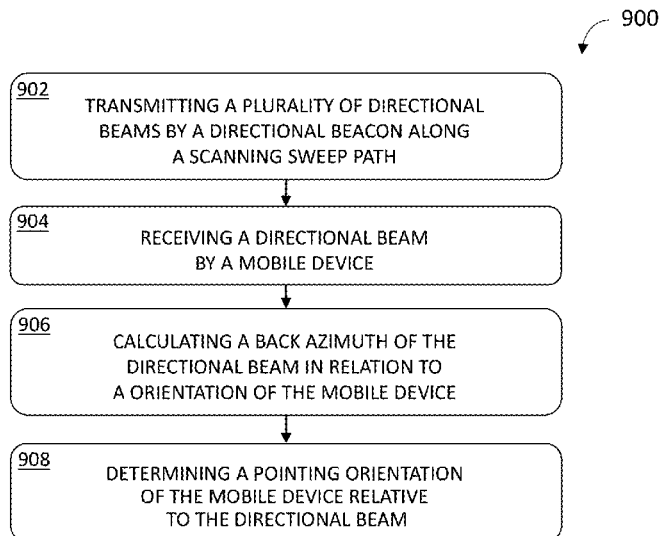 900
902
TRANSMITTING A PLURALITY OF DIRECTIONAL
BEAMS BY A DIRECTIONAL BEACON ALONG
A SCANNING SWEEP PATH
904
RECEIVING A DIRECTIONAL BEAM
BY A MOBILE DEVICE
906
CALCULATING A BACK AZIMUTH OF THE
DIRECTIONAL BEAM IN RELATION TO
A ORIENTATION OF THE MOBILE DEVICE
908
DETERMINING A POINTING ORIENTATION
OF THE MOBILE DEVICE RELATIVE
TO THE DIRECTIONAL BEAM